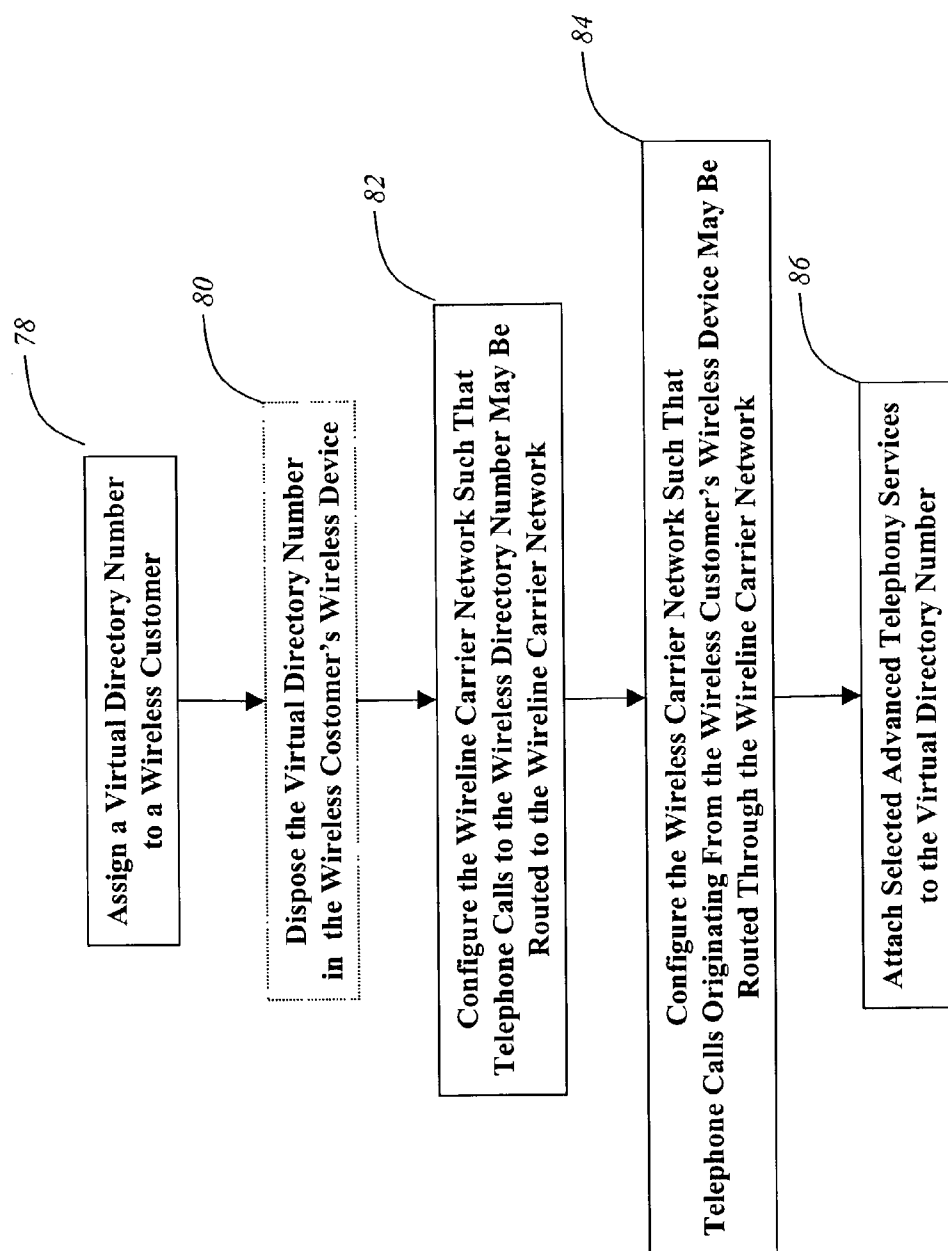 78
Assign a Virtual Directory Number
to a Wireless Customer
80
Dispose the Virtual Directory Number
in the Wireless Costomer's Wireless Device
82
Configure the Wireline Carrier Network Such That
Telephone Calls to the Wireless Directory Number May Be
Routed to the Wireline Carrier Network
84
Configure the Wireless Carrier Network Such That
Telephone Calls Originating From the Wireless Customer's Wireless Device May Be
Routed Through the Wireline Carrier Network
86
Attach Selected Advanced Telephony Services
to the Virtual Directory Number